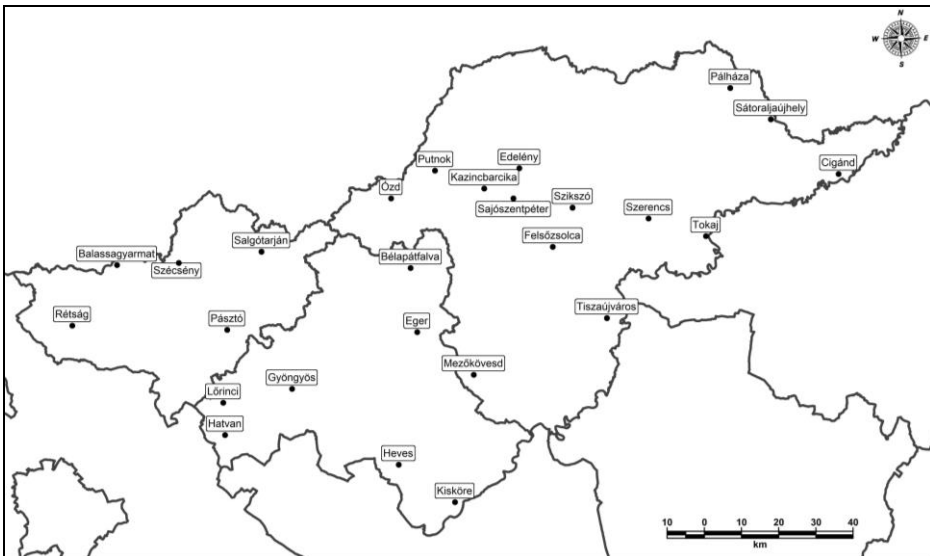 N
W E
S
Pálháza
Sátoraljaújhely
Putnok
Edelény
Cigánd
Kazincbarcika
Ózd
Sajószentpéter
Szikszó
Szerencs
Tokaj
Salgótarján
Felsőzsolca
Balassagyarmat
Bélapátfalva
Szécsény
Rétság
Pásztó
Eger
Tiszaújváros
Mezőkövesd
Gyöngyös
Lőrinci
Hatvan
Heves
Kisköre
10 0 10 20 30 40
km